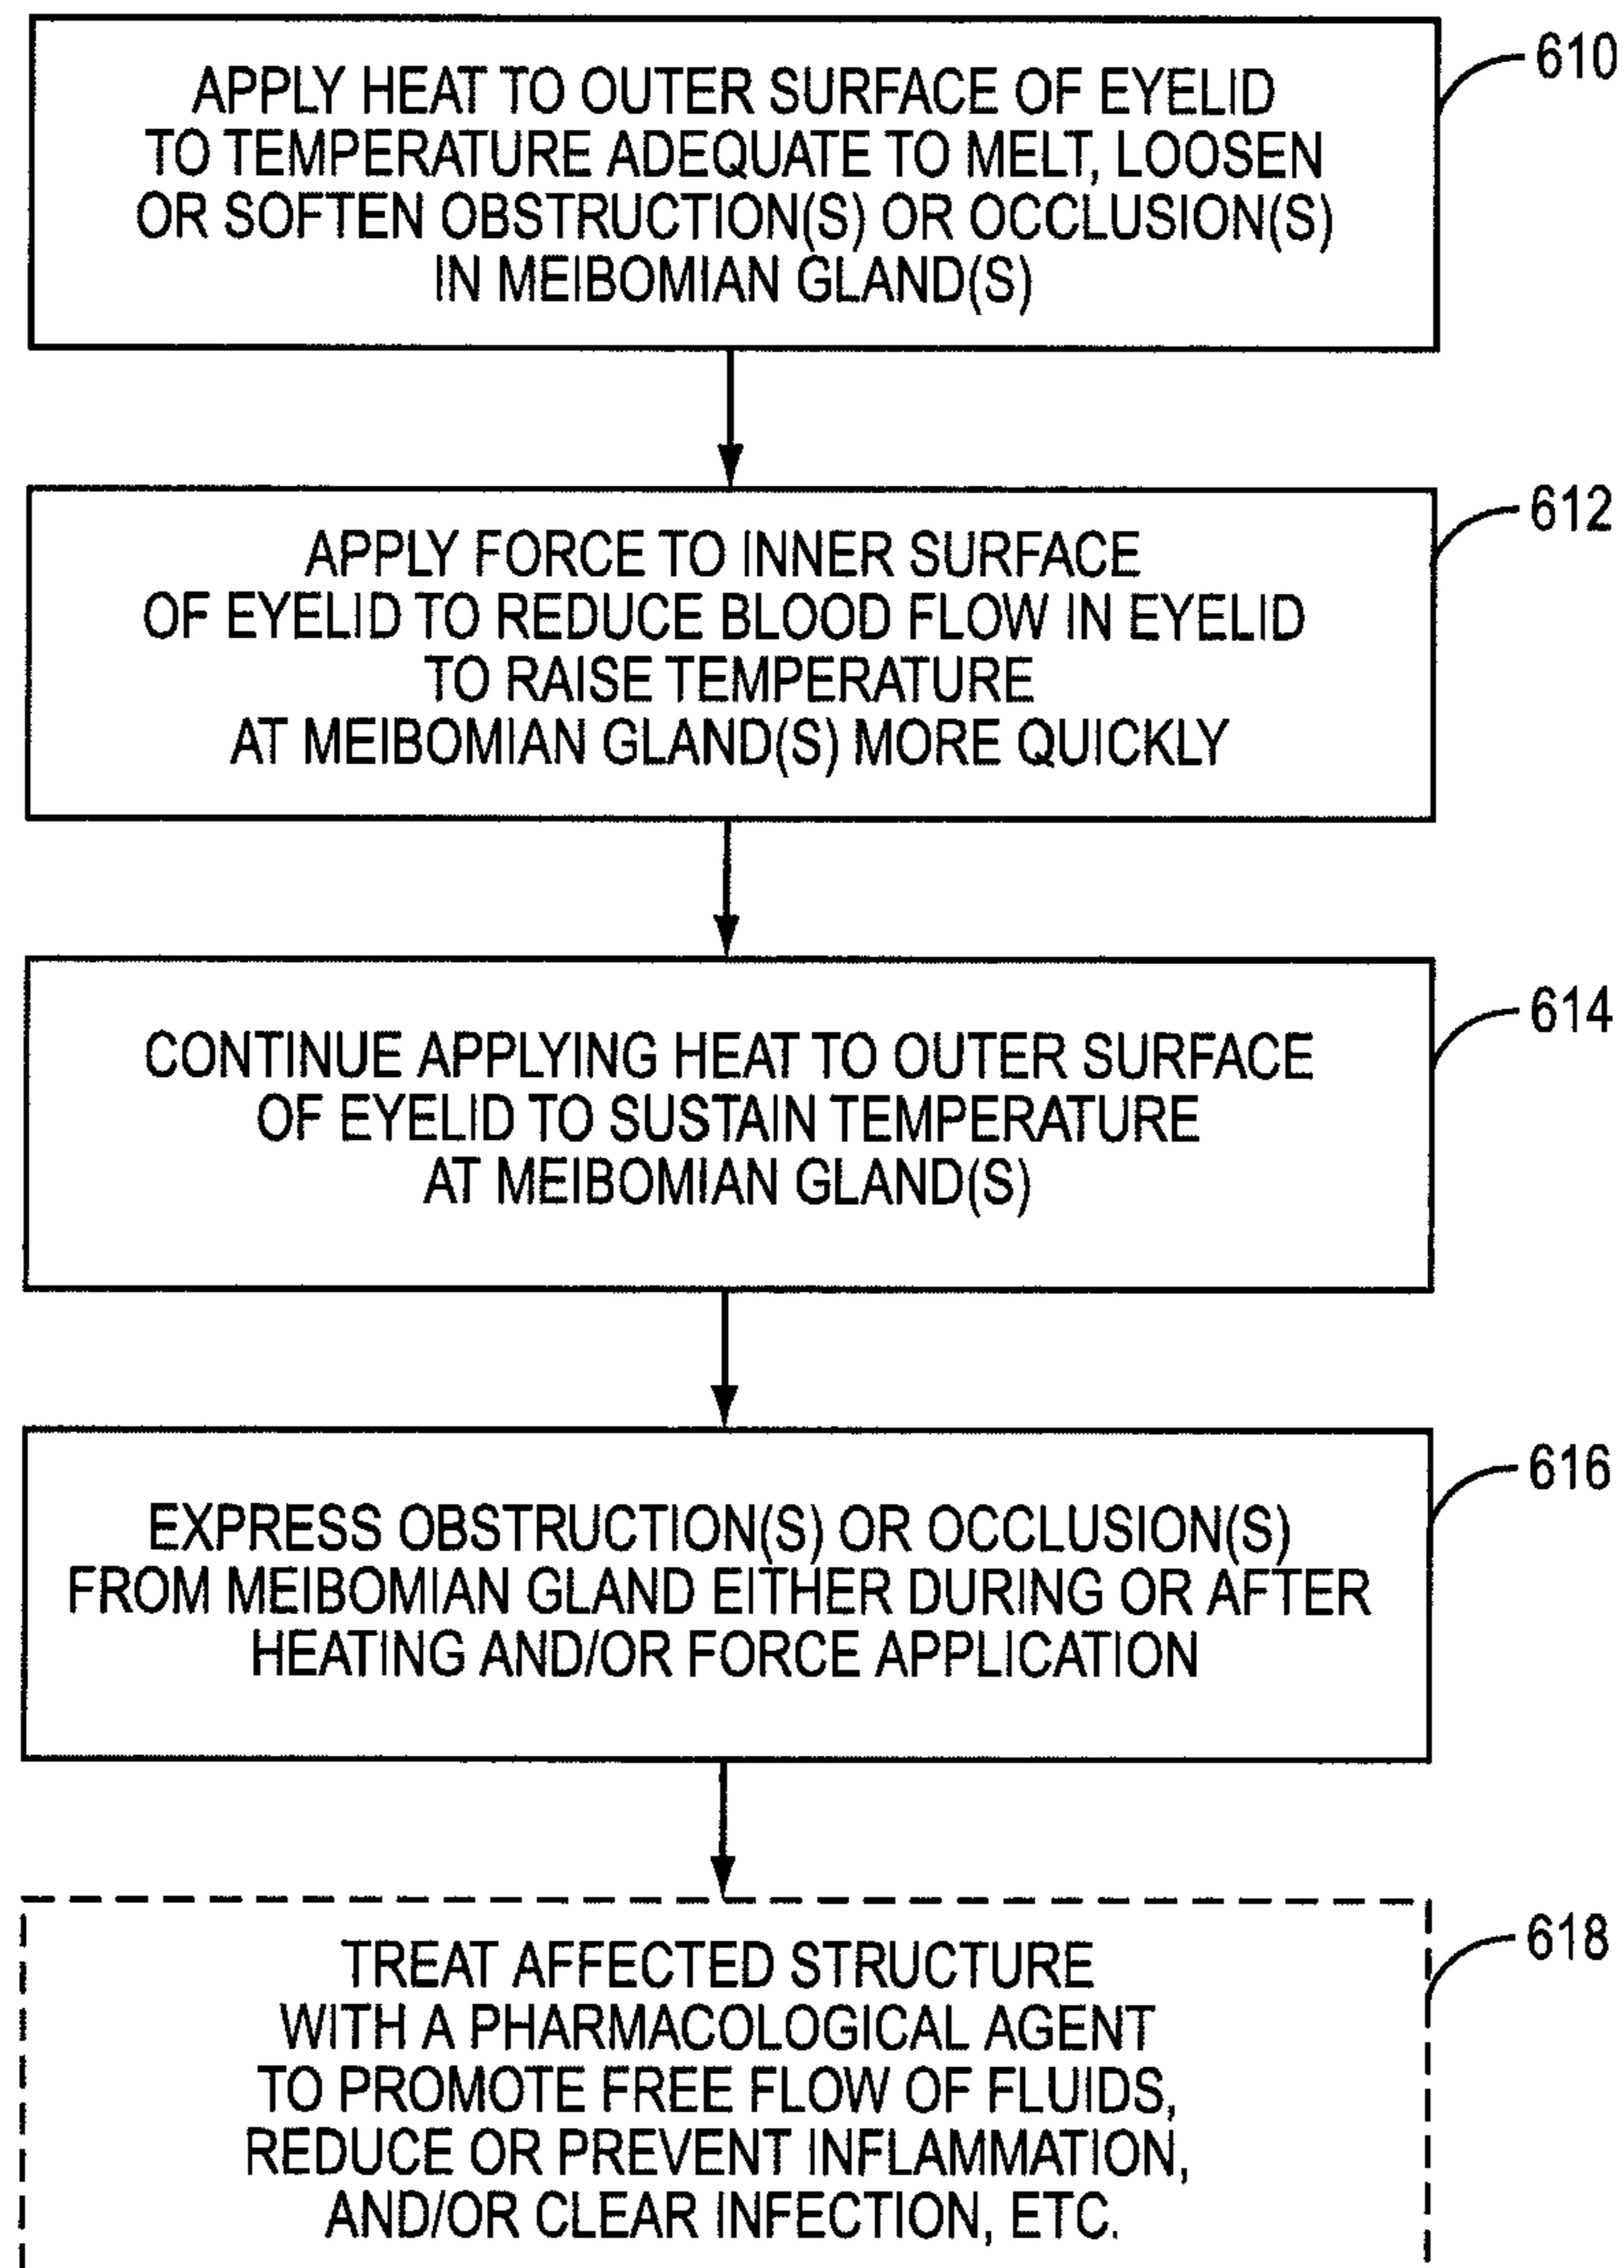 APPLY HEAT TO OUTER SURFACE OF EYELID
TO TEMPERATURE ADEQUATE TO MELT, LOOSEN
OR SOFTEN OBSTRUCTION(S) OR OCCLUSION(S)
IN MEIBOMIAN GLAND(S)
610
APPLY FORCE TO INNER SURFACE
OF EYELID TO REDUCE BLOOD FLOW IN EYELID
TO RAISE TEMPERATURE
AT MEIBOMIAN GLAND(S) MORE QUICKLY
612
CONTINUE APPLYING HEAT TO OUTER SURFACE
OF EYELID TO SUSTAIN TEMPERATURE
AT MEIBOMIAN GLAND(S)
614
EXPRESS OBSTRUCTION(S) OR OCCLUSION(S)
FROM MEIBOMIAN GLAND EITHER DURING OR AFTER
HEATING AND/OR FORCE APPLICATION
616
TREAT AFFECTED STRUCTURE
WITH A PHARMACOLOGICAL AGENT
TO PROMOTE FREE FLOW OF FLUIDS,
REDUCE OR PREVENT INFLAMMATION,
AND/OR CLEAR INFECTION, ETC.
618